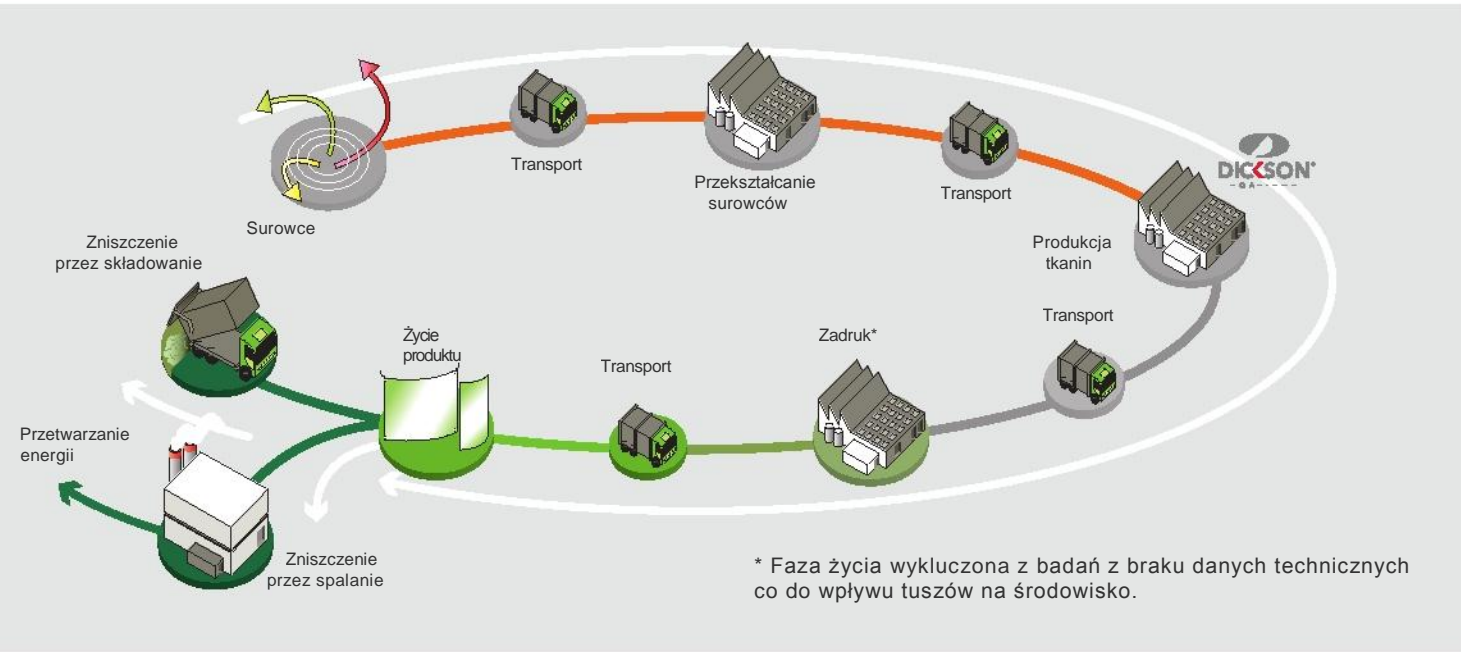 Surowce
Transport
Przekształcanie
surowców
Transport
DICKSON
Produkcja
tkanin
Transport
Zadruk*
Transport
Życie
produktu
Zniszczenie
przez składowanie
Przetwarzanie
energii
Zniszczenie
przez spalanie
* Faza życia wykluczona z badań z braku danych technicznych
co do wpływu tuszów na środowisko.